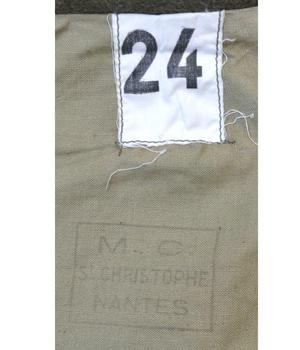 24
M. C.
St CHRISTOPHE
NANTES